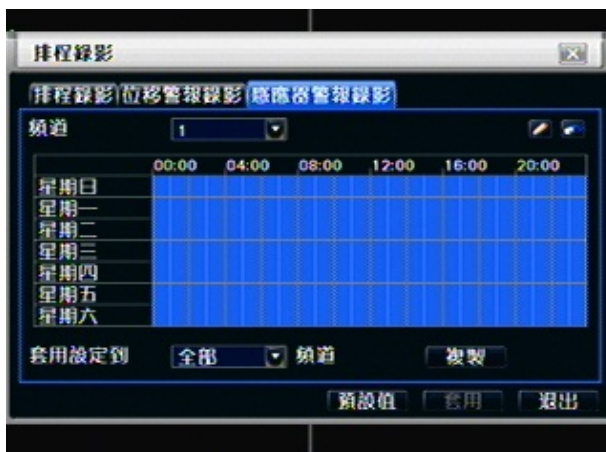 排程錄影
排程錄影 位移警報錄影 感應器警報錄影
頻道 1
00:00 04:00 08:00 12:00 16:00 20:00
星期日
星期一
星期二
星期三
星期四
星期五
星期六
套用設定到 全部 頻道 複製
預設值 套用 退出